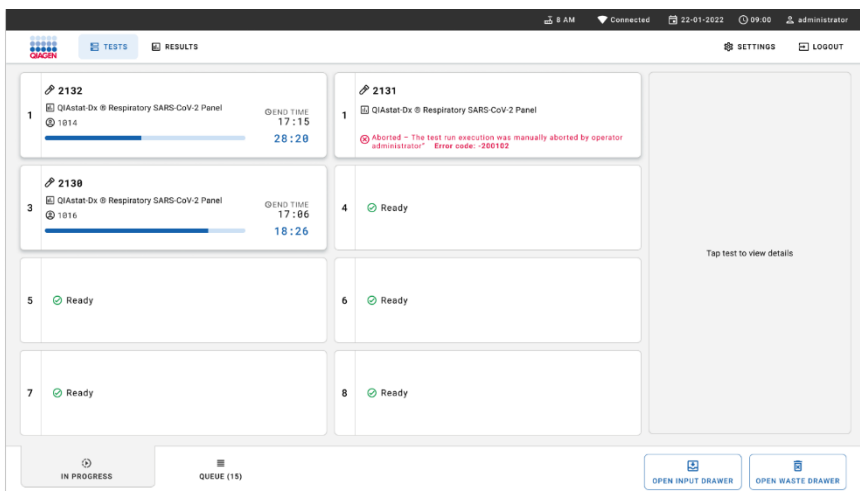 8 AM Connected 22-01-2022 09:00 administrator
QIAGEN TESTS RESULTS SETTINGS LOGOUT
1
2132
QIAstat-Dx ® Respiratory SARS-CoV-2 Panel
1014
END TIME
17:15
28:20
1
2131
QIAstat-Dx ® Respiratory SARS-CoV-2 Panel
Aborted – The test run execution was manually aborted by operator
administrator" Error code: -200102
3
2130
QIAstat-Dx ® Respiratory SARS-CoV-2 Panel
1016
END TIME
17:06
18:26
4 Ready
Tap test to view details
5 Ready
6 Ready
7 Ready
8 Ready
IN PROGRESS
QUEUE (15)
OPEN INPUT DRAWER
OPEN WASTE DRAWER